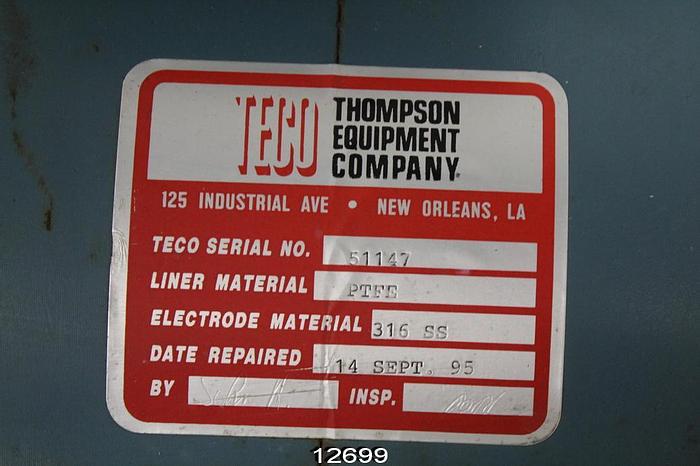 TECO THOMPSON
EQUIPMENT
COMPANY
125 INDUSTRIAL AVE • NEW ORLEANS, LA
TECO SERIAL NO. 51147
LINER MATERIAL PTFE
ELECTRODE MATERIAL 316 SS
DATE REPAIRED 14 SEPT. 95
BY INSP.
12699